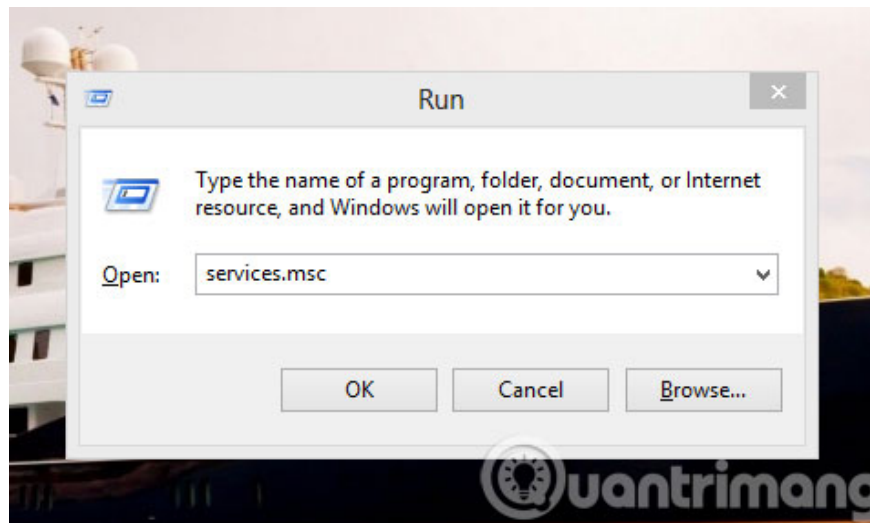 Run
Type the name of a program, folder, document, or Internet
resource, and Windows will open it for you.
Open:
services.msc
OK
Cancel
Browse...
Quantrimang